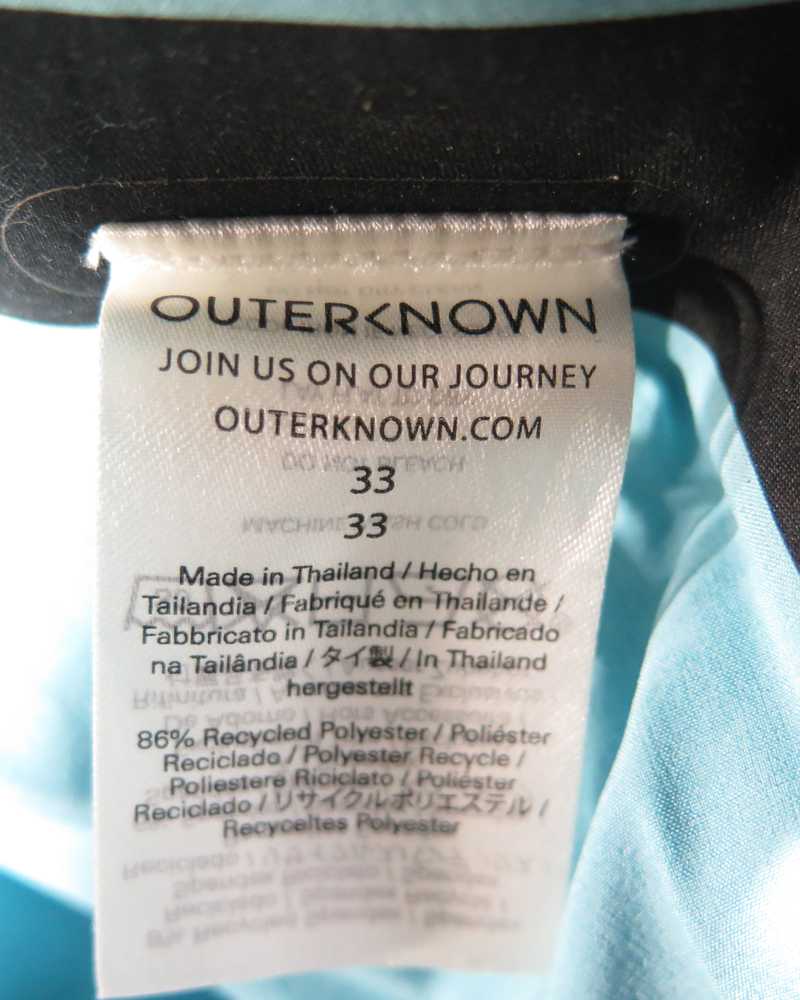 OUTERKNOWN
JOIN US ON OUR JOURNEY
OUTERKNOWN.COM
33
33
Made in Thailand / Hecho en
Tailandia / Fabriqué en Thailande /
Fabbricato in Tailandia / Fabricado
na Tailândia / タイ製 / In Thailand
hergestellt
86% Recycled Polyester / Poliéster
Reciclado / Polyester Recycle /
Poliestere Riciclato / Poliéster
Reciclado / リサイクルポリエステル /
Recyceltes Polyester